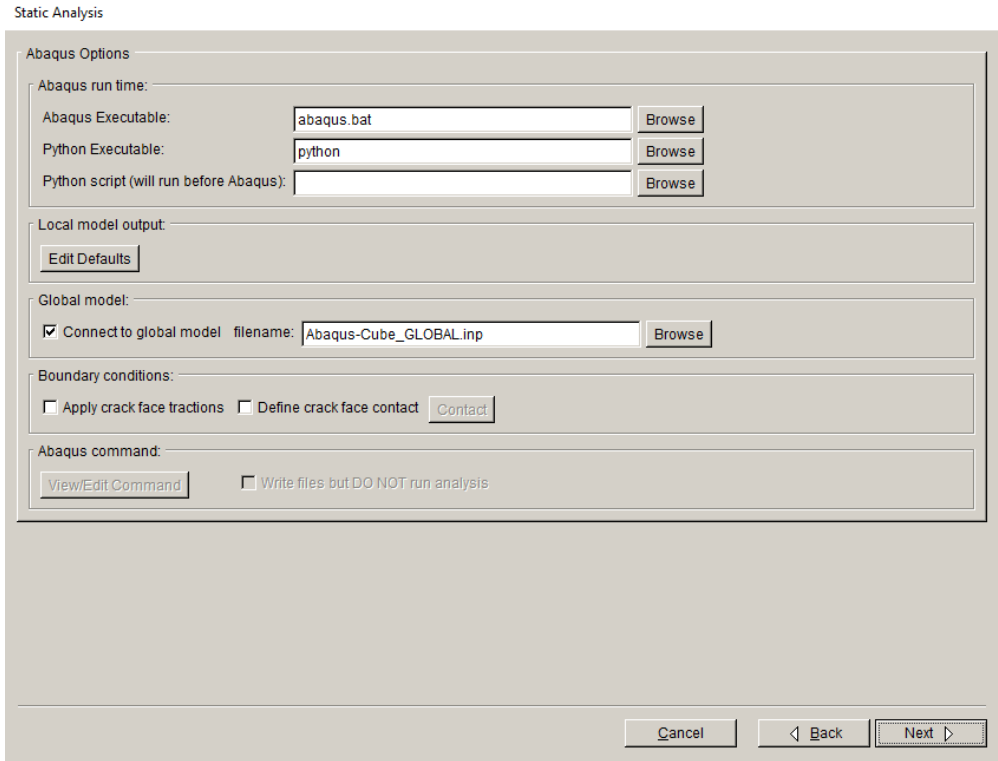 Static Analysis
Abaqus Options
Abaqus run time:
Abaqus Executable: abaqus.bat Browse
Python Executable: python Browse
Python script (will run before Abaqus): Browse
Local model output:
Edit Defaults
Global model:
Connect to global model filename: Abaqus-Cube_GLOBAL.inp Browse
Boundary conditions:
Apply crack face tractions Define crack face contact Contact
Abaqus command:
View/Edit Command Write files but DO NOT run analysis
Cancel Back Next